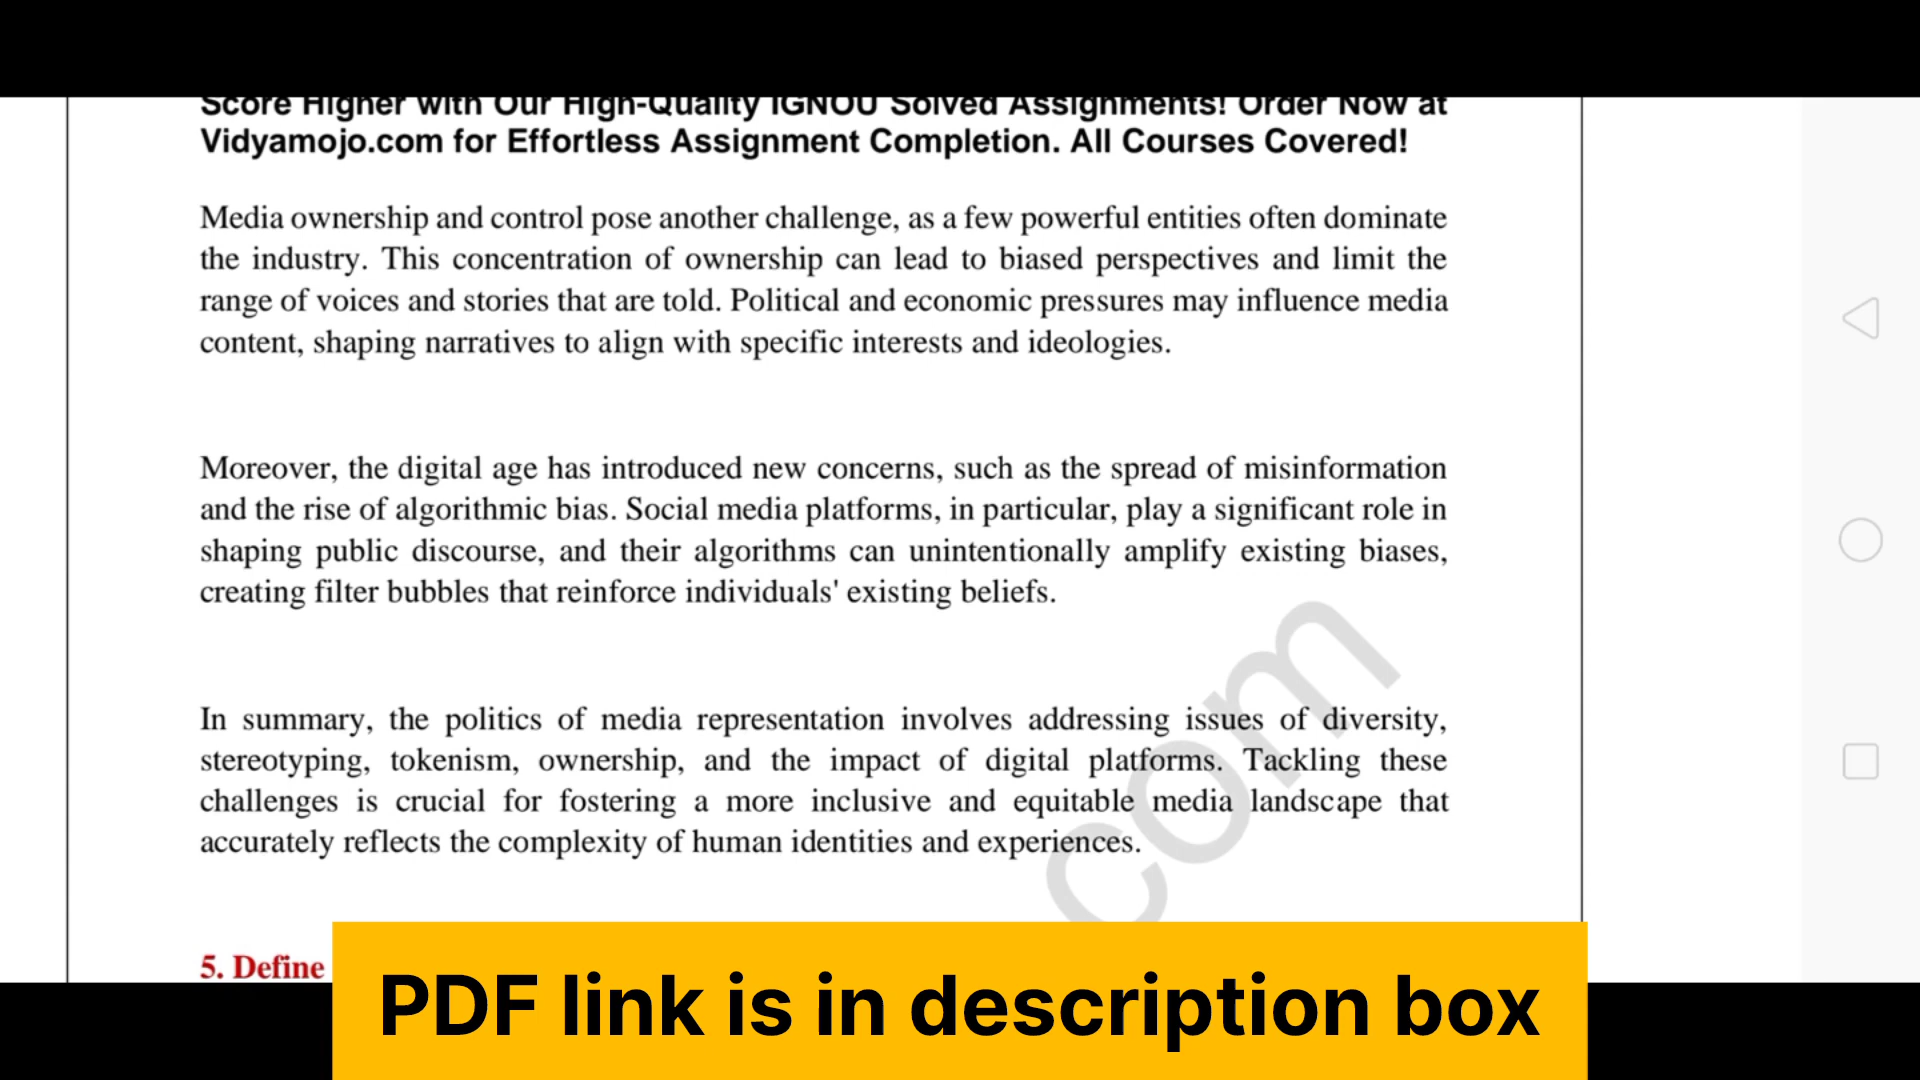 Score Higher with Our High-Quality IGNOU Solved Assignments! Order Now at
Vidyamojo.com for Effortless Assignment Completion. All Courses Covered!
Media ownership and control pose another challenge, as a few powerful entities often dominate
the industry. This concentration of ownership can lead to biased perspectives and limit the
range of voices and stories that are told. Political and economic pressures may influence media
content, shaping narratives to align with specific interests and ideologies.
Moreover, the digital age has introduced new concerns, such as the spread of misinformation
and the rise of algorithmic bias. Social media platforms, in particular, play a significant role in
shaping public discourse, and their algorithms can unintentionally amplify existing biases,
creating filter bubbles that reinforce individuals' existing beliefs.
In summary, the politics of media representation involves addressing issues of diversity,
stereotyping, tokenism, ownership, and the impact of digital platforms. Tackling these
challenges is crucial for fostering a more inclusive and equitable media landscape that
accurately reflects the complexity of human identities and experiences.
com
5. Define
PDF link is in description box